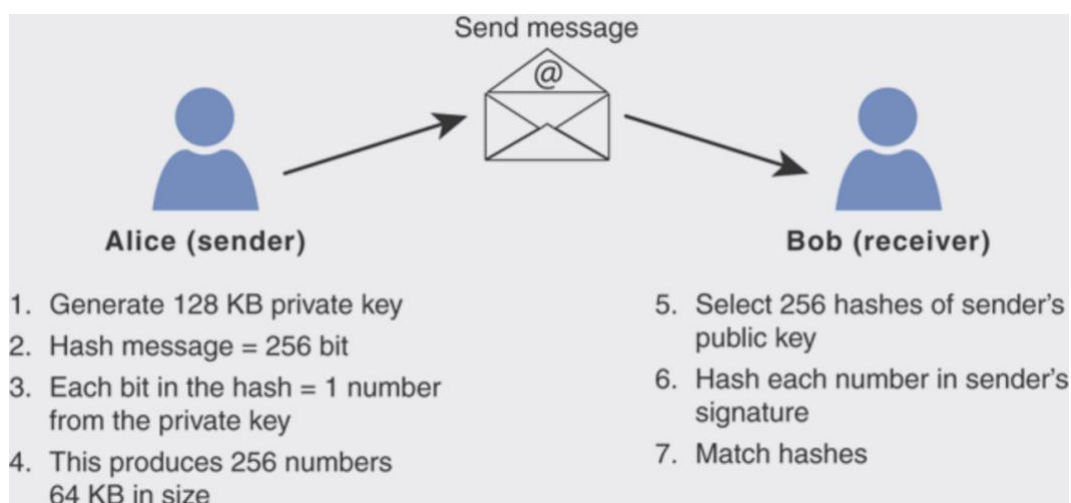 Send message
@
Alice (sender)
Bob (receiver)
1. Generate 128 KB private key
2. Hash message = 256 bit
3. Each bit in the hash = 1 number
from the private key
4. This produces 256 numbers
64 KB in size
5. Select 256 hashes of sender's
public key
6. Hash each number in sender's
signature
7. Match hashes